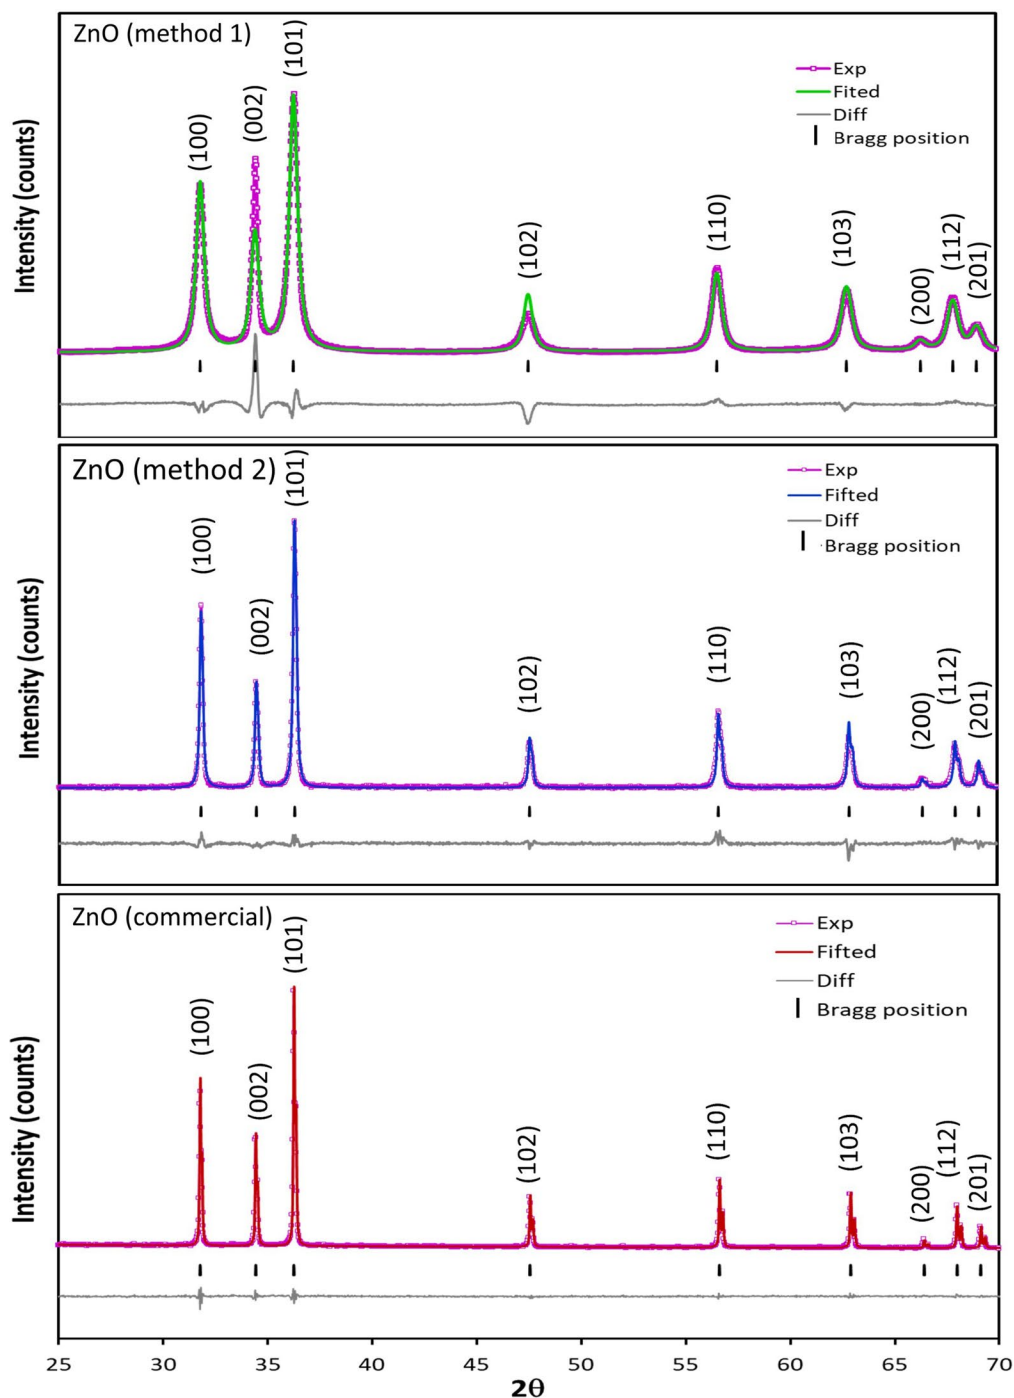 ZnO (method 1)
(100)
(002)
(101)
(102)
(110)
(103)
(200)
(112)
(201)
Exp
Fited
Diff
Bragg position
Intensity (counts)
ZnO (method 2)
(100)
(002)
(101)
(102)
(110)
(103)
(200)
(112)
(201)
Exp
Fifted
Diff
Bragg position
Intensity (counts)
ZnO (commercial)
(100)
(002)
(101)
(102)
(110)
(103)
(200)
(112)
(201)
Exp
Fifted
Diff
Bragg position
Intensity (counts)
25 30 35 40 45 50 55 60 65 70
2θ